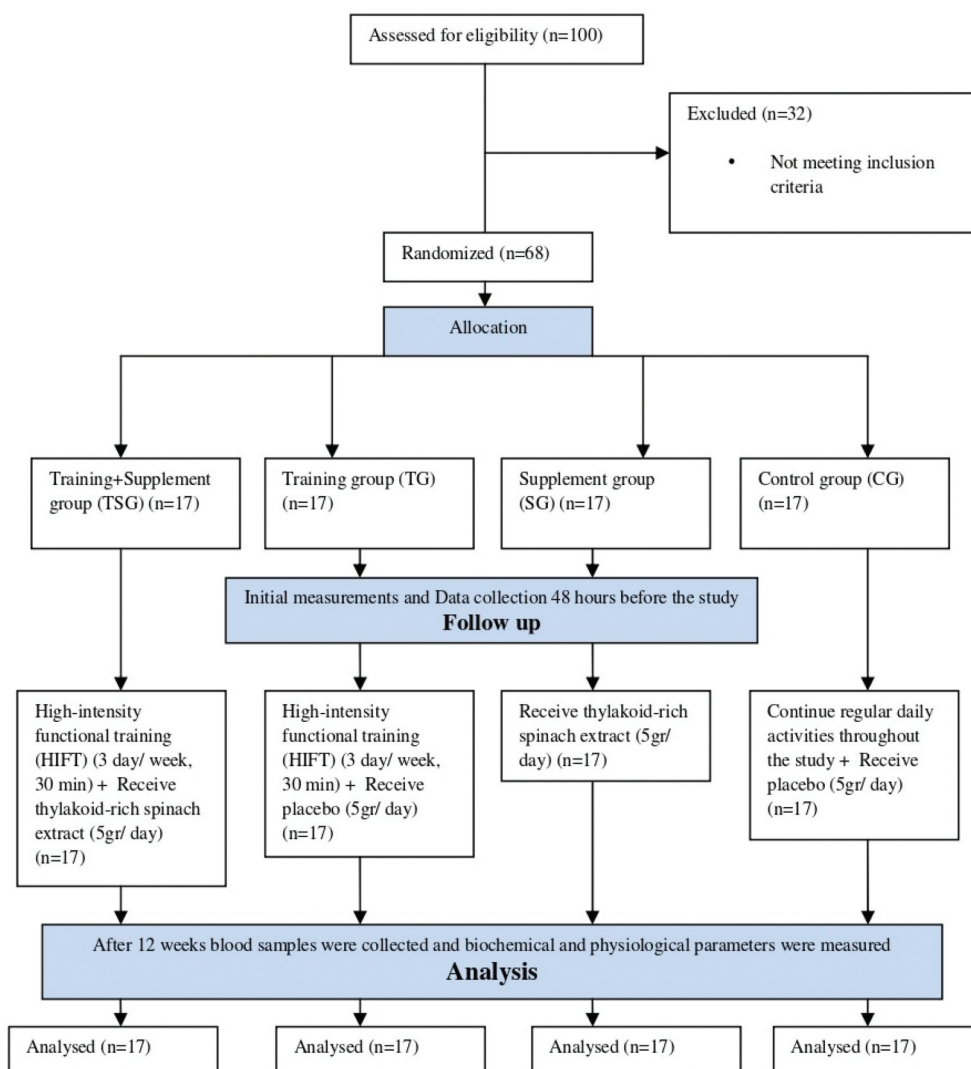 Assessed for eligibility (n=100)
Excluded (n=32)
• Not meeting inclusion
criteria
Randomized (n=68)
Allocation
Training+Supplement
group (TSG) (n=17)
Training group (TG)
(n=17)
Supplement group
(SG) (n=17)
Control group (CG)
(n=17)
Initial measurements and Data collection 48 hours before the study
Follow up
High-intensity
functional training
(HIFT) (3 day/ week,
30 min) + Receive
thylakoid-rich spinach
extract (5gr/ day)
(n=17)
High-intensity
functional training
(HIFT) (3 day/ week,
30 min) + Receive
placebo (5gr/ day)
(n=17)
Receive thylakoid-rich
spinach extract (5gr/
day) (n=17)
Continue regular daily
activities throughout
the study + Receive
placebo (5gr/ day)
(n=17)
After 12 weeks blood samples were collected and biochemical and physiological parameters were measured
Analysis
Analysed (n=17)
Analysed (n=17)
Analysed (n=17)
Analysed (n=17)